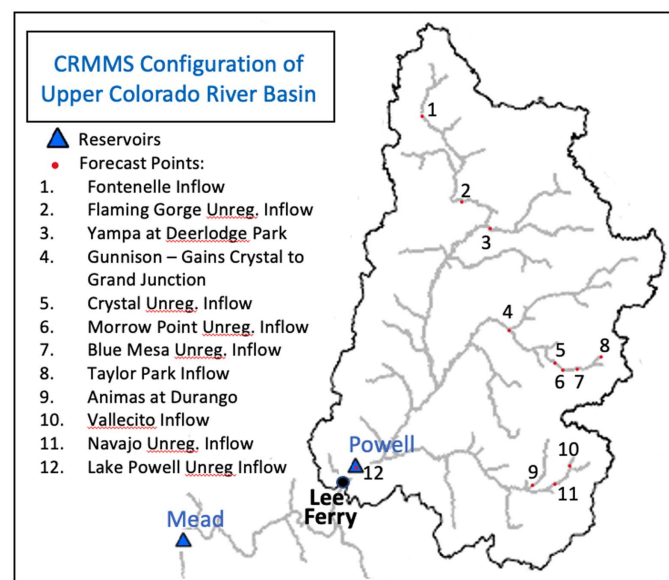 CRMMS Configuration of
Upper Colorado River Basin
Reservoirs
Forecast Points:
1. Fontenelle Inflow
2. Flaming Gorge Unreg. Inflow
3. Yampa at Deerlodge Park
4. Gunnison – Gains Crystal to
Grand Junction
5. Crystal Unreg. Inflow
6. Morrow Point Unreg. Inflow
7. Blue Mesa Unreg. Inflow
8. Taylor Park Inflow
9. Animas at Durango
10. Vallecito Inflow
11. Navajo Unreg. Inflow
12. Lake Powell Unreg Inflow
1
2
3
4
5
8
6
7
Powell
12
10
9
11
Lee
Ferry
Mead